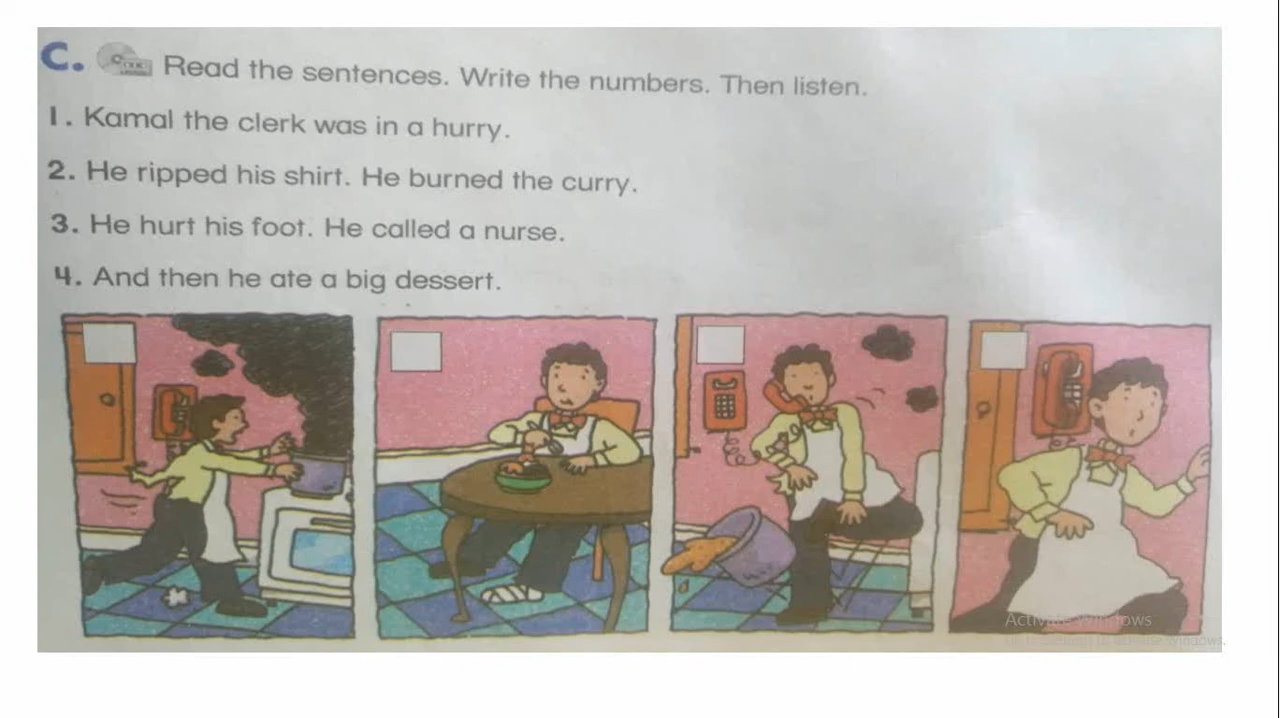 C. Read the sentences. Write the numbers. Then listen.
1. Kamal the clerk was in a hurry.
2. He ripped his shirt. He burned the curry.
3. He hurt his foot. He called a nurse.
4. And then he ate a big dessert.
Activate Windows